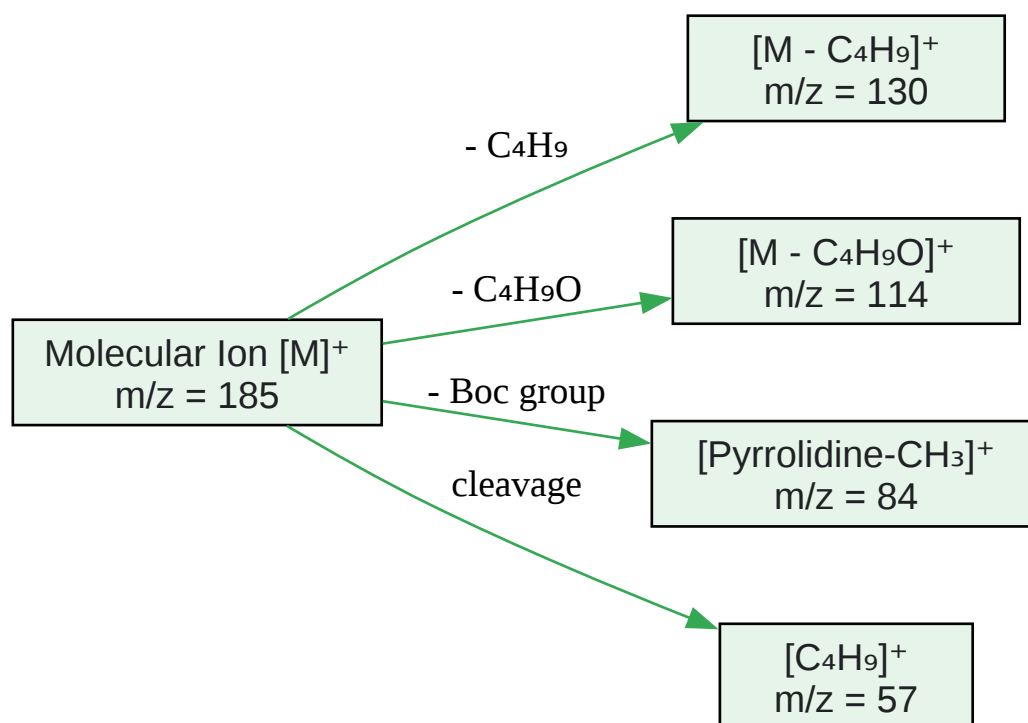 [M - C₄H₉]⁺
m/z = 130
- C₄H₉
[M - C₄H₉O]⁺
m/z = 114
- C₄H₉O
Molecular Ion [M]⁺
m/z = 185
- Boc group
[Pyrrolidine-CH₃]⁺
m/z = 84
cleavage
[C₄H₉]⁺
m/z = 57